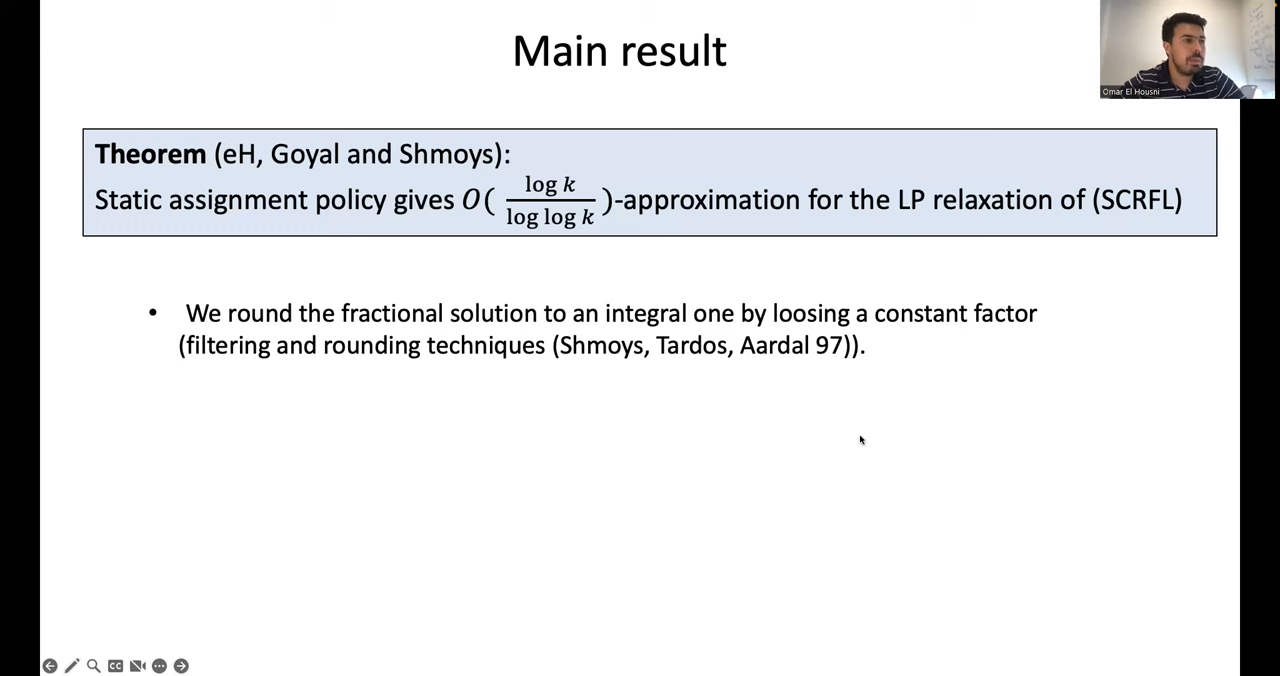 Main result
Omar El Housni
Theorem (eH, Goyal and Shmoys):
Static assignment policy gives O( log k / log log k )-approximation for the LP relaxation of (SCRFL)
• We round the fractional solution to an integral one by loosing a constant factor
(filtering and rounding techniques (Shmoys, Tardos, Aardal 97)).
CC